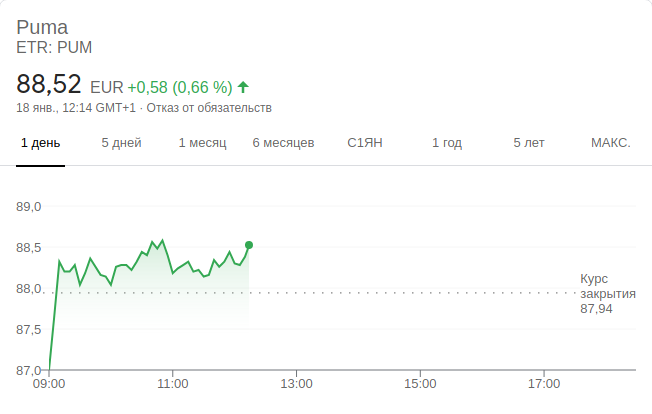 Puma
ETR: PUM
88,52 EUR +0,58 (0,66 %)
18 янв., 12:14 GMT+1 · Отказ от обязательств
1 день 5 дней 1 месяц 6 месяцев С1ЯН 1 год 5 лет МАКС.
89,0
88,5
88,0
87,5
87,0
Курс
закрытия
87,94
09:00 11:00 13:00 15:00 17:00